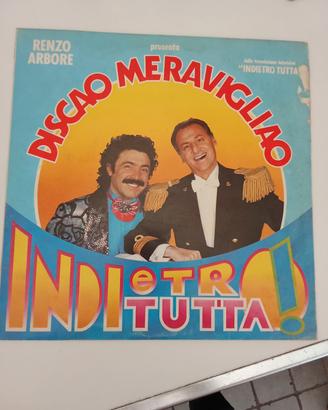 RENZO
ARBORE
presenta
dalla trasmissione televisiva
"INDIETRO TUTTA"
DISCAO MERAVIGLIAO
INDIETRO
TUTTA!